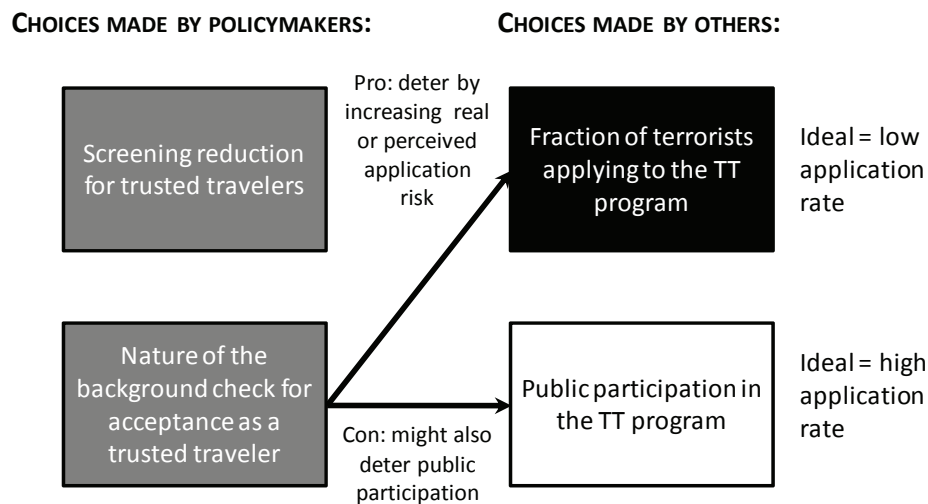 CHOICES MADE BY POLICYMAKERS:
CHOICES MADE BY OTHERS:
Screening reduction
for trusted travelers
Pro: deter by
increasing real
or perceived
application
risk
Fraction of terrorists
applying to the TT
program
Ideal = low
application
rate
Nature of the
background check for
acceptance as a
trusted traveler
Con: might also
deter public
participation
Public participation in
the TT program
Ideal = high
application
rate